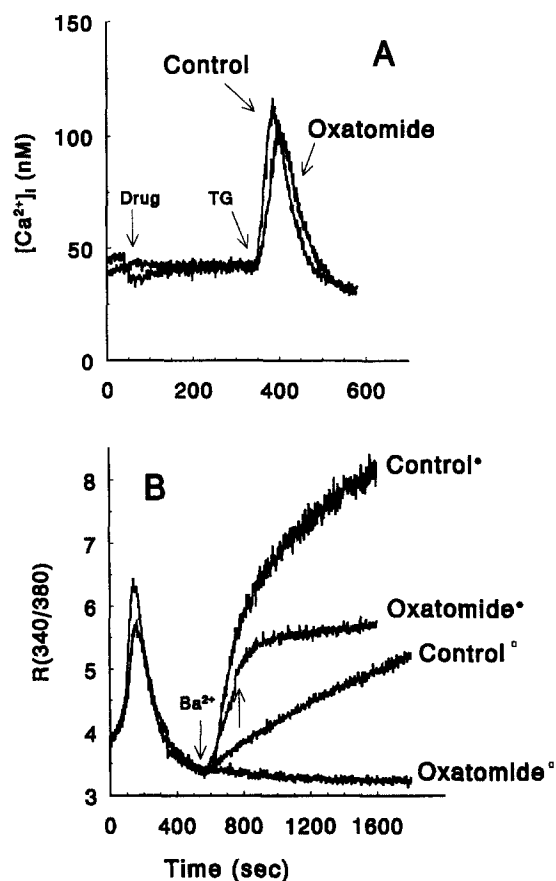 A
150
100
50
0
[Ca²⁺]ᵢ (nM)
Control
Oxatomide
Drug
TG
0 200 400 600
B
8
7
6
5
4
3
R(340/380)
Control•
Oxatomide•
Control▫
Oxatomide▫
Ba²⁺
0 400 800 1200 1600
Time (sec)